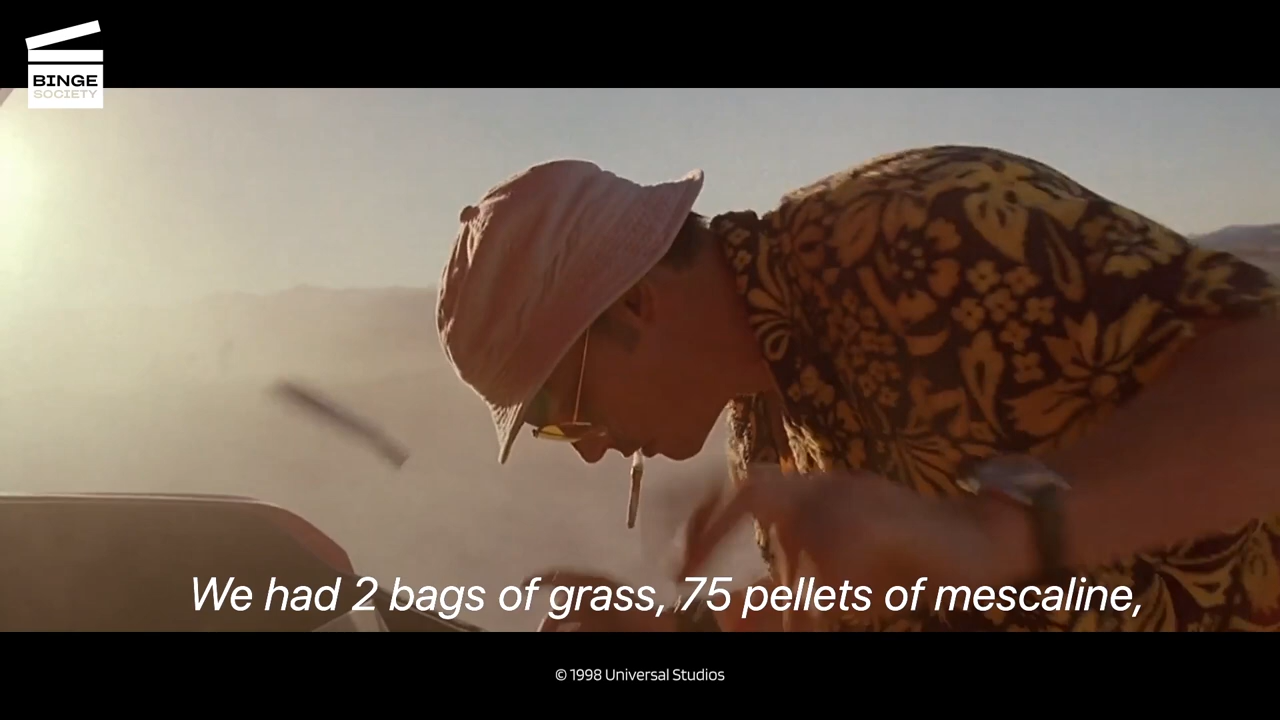 BINGE
SOCIETY
We had 2 bags of grass, 75 pellets of mescaline,
© 1998 Universal Studios